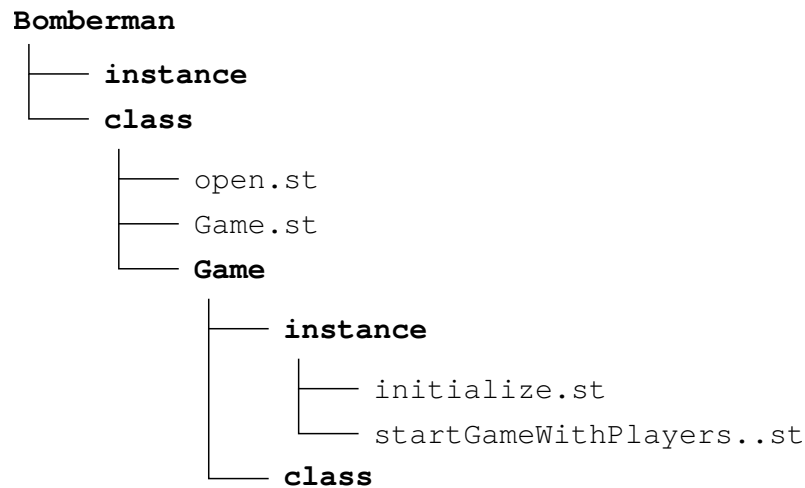 Bomberman
instance
class
open.st
Game.st
Game
instance
initialize.st
startGameWithPlayers..st
class